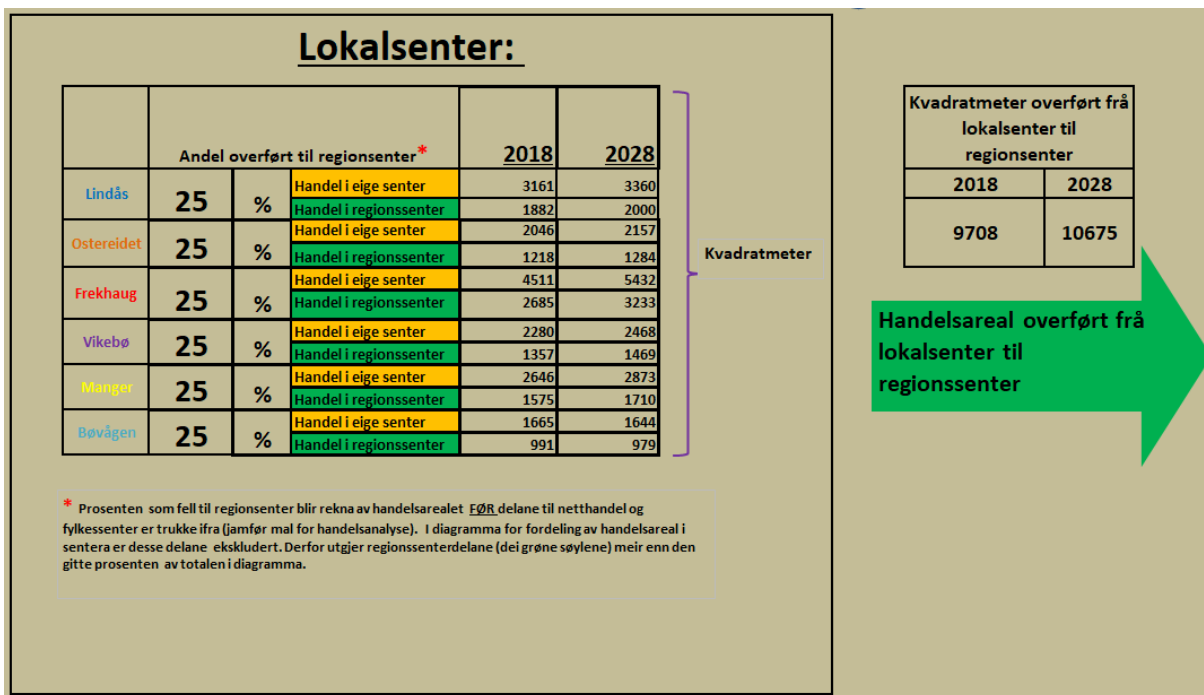 Lokalsenter:
Andel overført til regionsenter* 2018 2028
Lindås 25 % Handel i eige senter 3161 3360
Handel i regionssenter 1882 2000
Ostereidet 25 % Handel i eige senter 2046 2157
Handel i regionssenter 1218 1284
Frekhaug 25 % Handel i eige senter 4511 5432
Handel i regionssenter 2685 3233
Vikebø 25 % Handel i eige senter 2280 2468
Handel i regionssenter 1357 1469
Manger 25 % Handel i eige senter 2646 2873
Handel i regionssenter 1575 1710
Bøvågen 25 % Handel i eige senter 1665 1644
Handel i regionssenter 991 979
Kvadratmeter
* Prosenten som fell til regionsenter blir rekna av handelsarealet FØR delane til netthandel og
fylkessenter er trukke ifra (jamfør mal for handelsanalyse). I diagramma for fordeling av handelsareal i
sentera er desse delane ekskludert. Derfor utgjer regionssenterdelane (dei grøne søylene) meir enn den
gitte prosenten av totalen i diagramma.
Kvadratmeter overført frå
lokalsenter til
regionsenter
2018 2028
9708 10675
Handelsareal overført frå
lokalsenter til
regionssenter